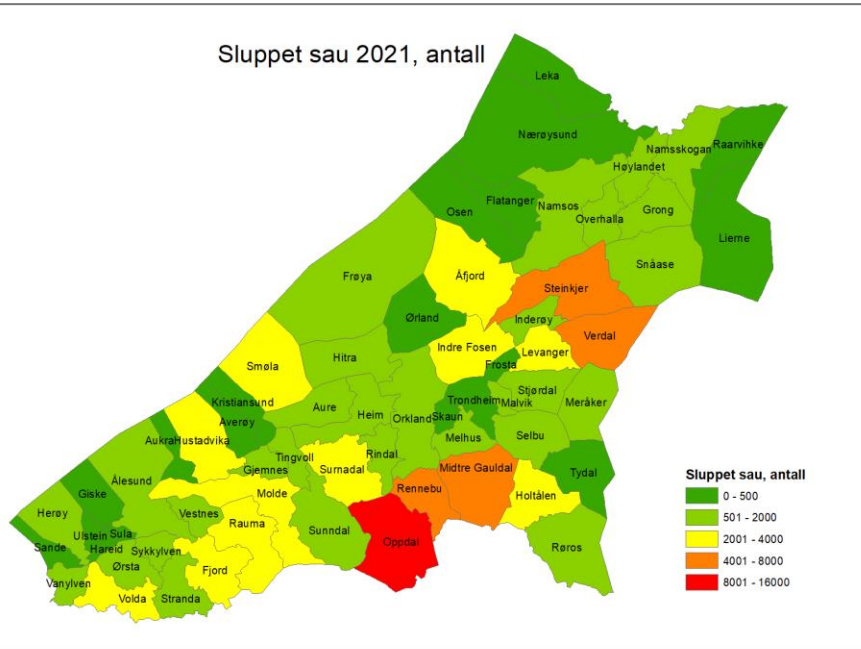 Sluppet sau 2021, antall
Leka
Nærøysund
Namsskogan
Raarvihke
Høylandet
Flatanger
Namsos
Osen
Overhalla
Grong
Lierne
Snåase
Frøya
Åfjord
Steinkjer
Ørland
Inderøy
Verdal
Hitra
Indre Fosen
Levanger
Smøla
Frosta
Stjørdal
Kristiansund
Aure
Heim
Orkland
Trondheim
Malvik
Meråker
Averøy
Skaun
Aukra
Hustadvika
Melhus
Selbu
Tingvoll
Rindal
Gjemnes
Surnadal
Midtre Gauldal
Tydal
Ålesund
Rennebu
Giske
Molde
Holtålen
Herøy
Vestnes
Rauma
Sunndal
Oppdal
Røros
Ulstein
Sula
Sande
Hareid
Sykkylven
Ørsta
Fjord
Vanylven
Volda
Stranda
Sluppet sau, antall
0 - 500
501 - 2000
2001 - 4000
4001 - 8000
8001 - 16000